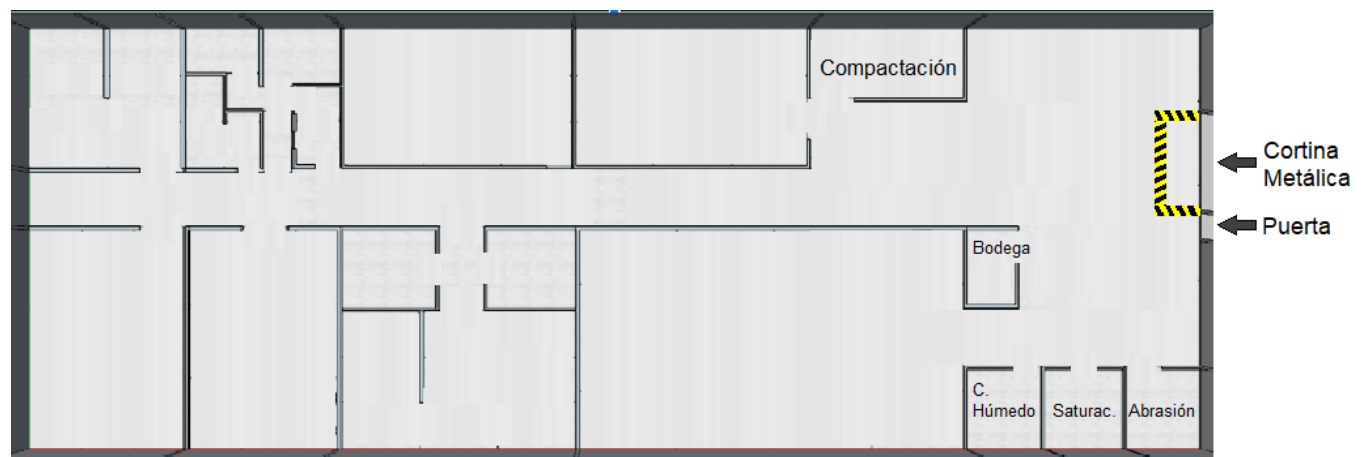 Compactación
Cortina
Metálica
Puerta
Bodega
C.
Húmedo
Saturac.
Abrasión